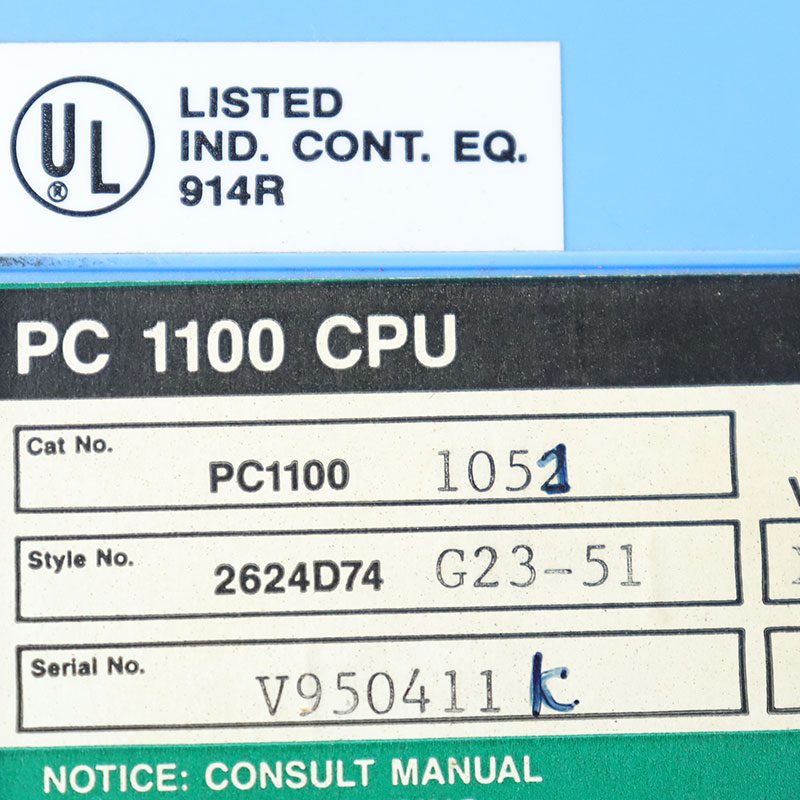 UL®
LISTED
IND. CONT. EQ.
914R
PC 1100 CPU
Cat No.
PC1100 1051
Style No.
2624D74 G23-51
Serial No.
V950411 K
NOTICE: CONSULT MANUAL